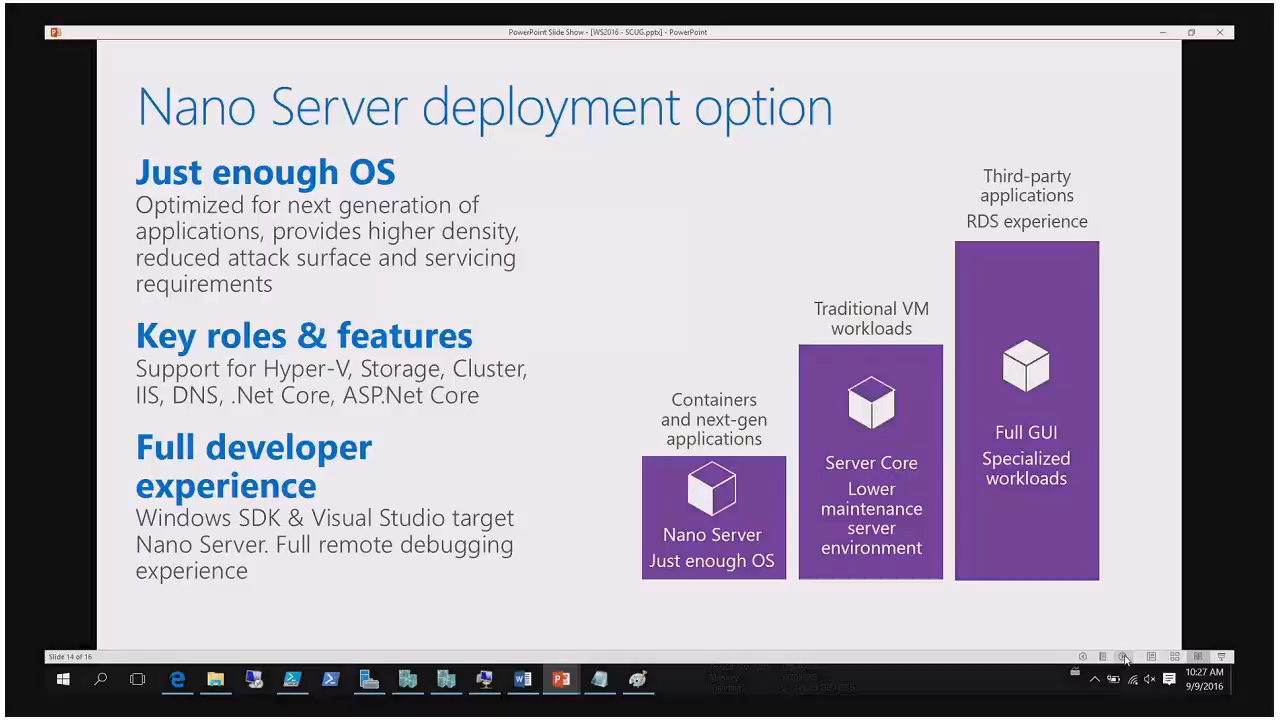 PowerPoint Slide Show - [WS2016 - SCUG.pptx] - PowerPoint
Nano Server deployment option
Just enough OS
Optimized for next generation of
applications, provides higher density,
reduced attack surface and servicing
requirements
Key roles & features
Support for Hyper-V, Storage, Cluster,
IIS, DNS, .Net Core, ASP.Net Core
Full developer
experience
Windows SDK & Visual Studio target
Nano Server. Full remote debugging
experience
Containers
and next-gen
applications
Nano Server
Just enough OS
Traditional VM
workloads
Server Core
Lower
maintenance
server
environment
Third-party
applications
RDS experience
Full GUI
Specialized
workloads
Slide 14 of 16
10:27 AM
9/9/2016